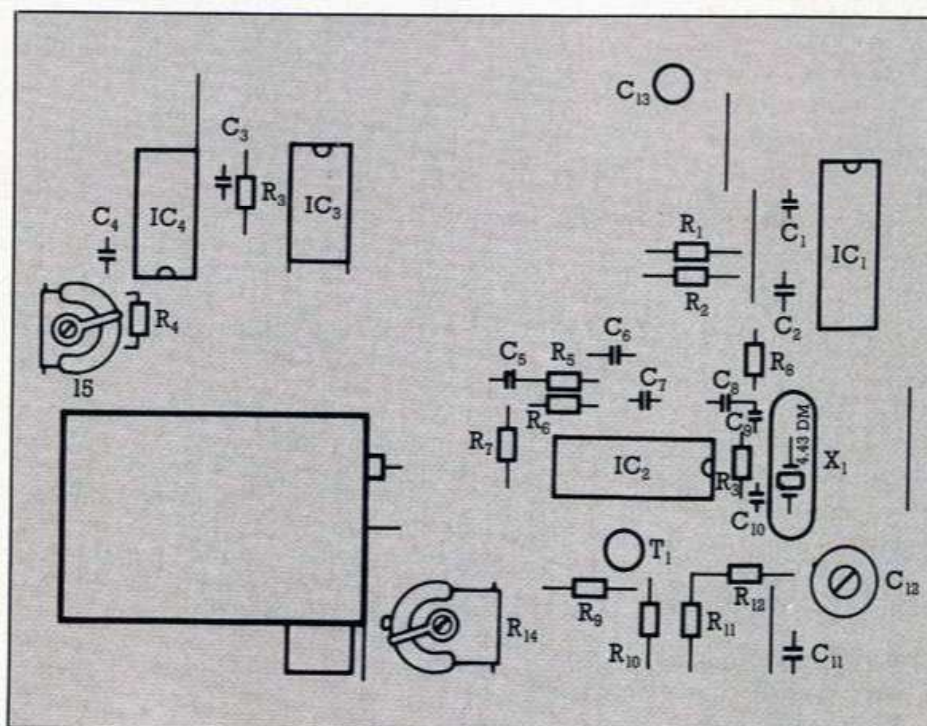 C₁₃
C₃
R₃
IC₃
IC₄
C₄
R₄
15
C₁
R₁
IC₁
R₂
C₂
C₆
R₈
C₅
R₅
C₇
C₈
C₉
R₆
R₇
4.43 DM
X₁
IC₂
R₃
C₁₀
T₁
C₁₂
R₉
R₁₂
R₁₄
R₁₁
R₁₀
C₁₁